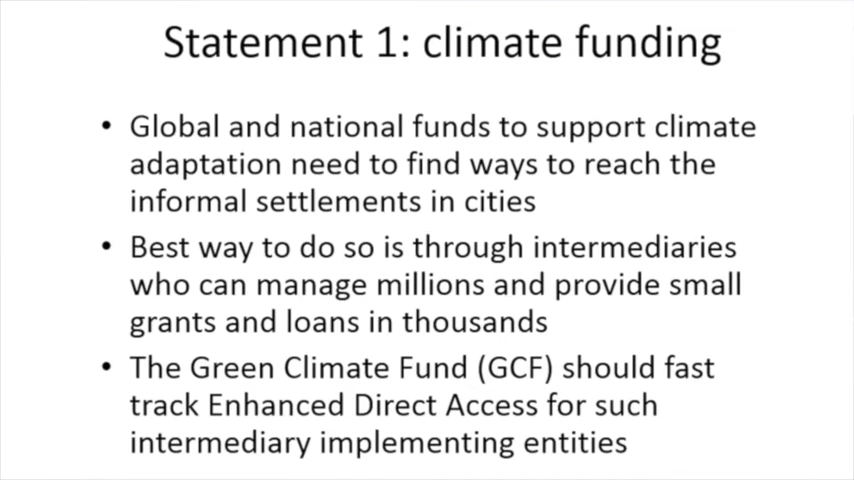 Statement 1: climate funding
• Global and national funds to support climate
adaptation need to find ways to reach the
informal settlements in cities
• Best way to do so is through intermediaries
who can manage millions and provide small
grants and loans in thousands
• The Green Climate Fund (GCF) should fast
track Enhanced Direct Access for such
intermediary implementing entities